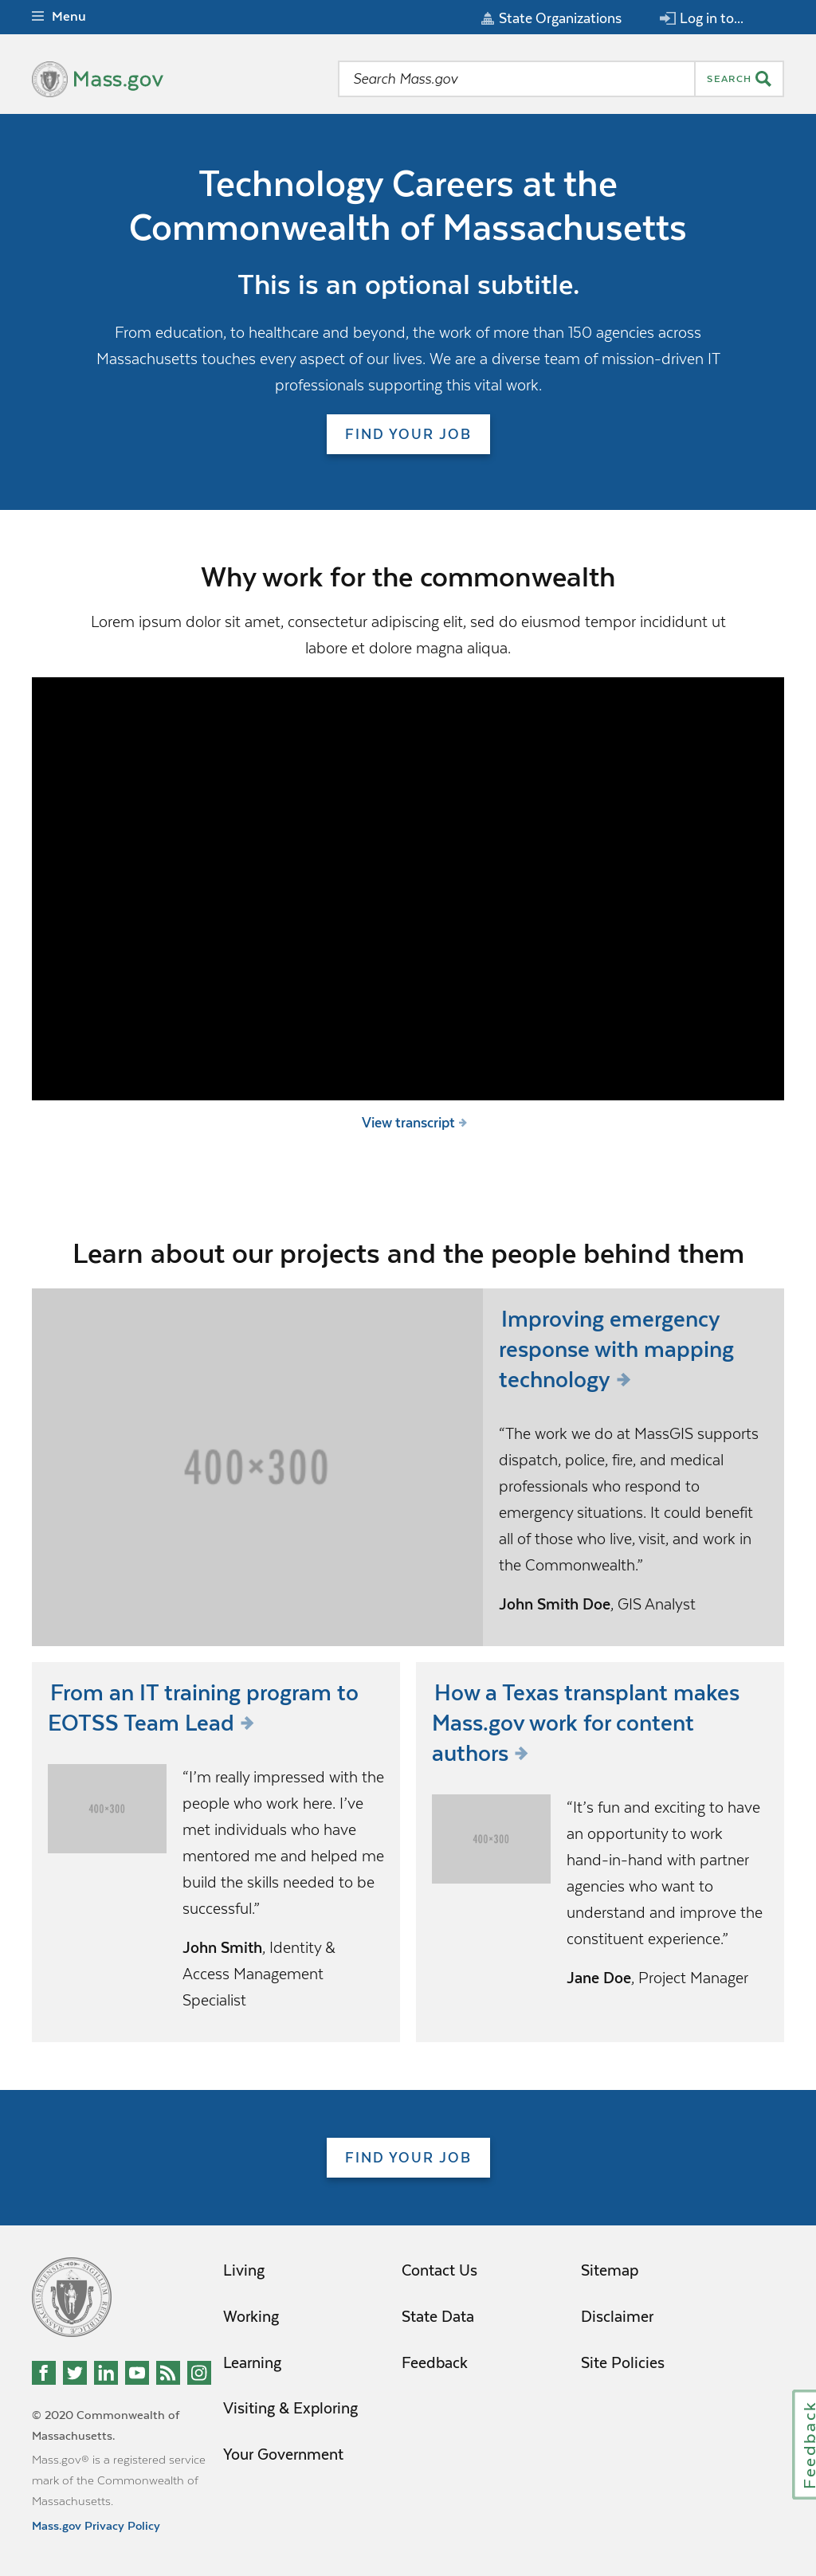 Menu
State Organizations
Log in to...
Mass.gov
Search Mass.gov
SEARCH
Technology Careers at the
Commonwealth of Massachusetts
This is an optional subtitle.
From education, to healthcare and beyond, the work of more than 150 agencies across
Massachusetts touches every aspect of our lives. We are a diverse team of mission-driven IT
professionals supporting this vital work.
FIND YOUR JOB
Why work for the commonwealth
Lorem ipsum dolor sit amet, consectetur adipiscing elit, sed do eiusmod tempor incididunt ut
labore et dolore magna aliqua.
View transcript
Learn about our projects and the people behind them
400×300
Improving emergency
response with mapping
technology
“The work we do at MassGIS supports
dispatch, police, fire, and medical
professionals who respond to
emergency situations. It could benefit
all of those who live, visit, and work in
the Commonwealth.”
John Smith Doe, GIS Analyst
From an IT training program to
EOTSS Team Lead
400×300
“I’m really impressed with the
people who work here. I’ve
met individuals who have
mentored me and helped me
build the skills needed to be
successful.”
John Smith, Identity &
Access Management
Specialist
How a Texas transplant makes
Mass.gov work for content
authors
400×300
“It’s fun and exciting to have
an opportunity to work
hand-in-hand with partner
agencies who want to
understand and improve the
constituent experience.”
Jane Doe, Project Manager
FIND YOUR JOB
Living
Working
Learning
Visiting & Exploring
Your Government
Contact Us
State Data
Feedback
Sitemap
Disclaimer
Site Policies
© 2020 Commonwealth of
Massachusetts.
Mass.gov® is a registered service
mark of the Commonwealth of
Massachusetts.
Mass.gov Privacy Policy
Feedback